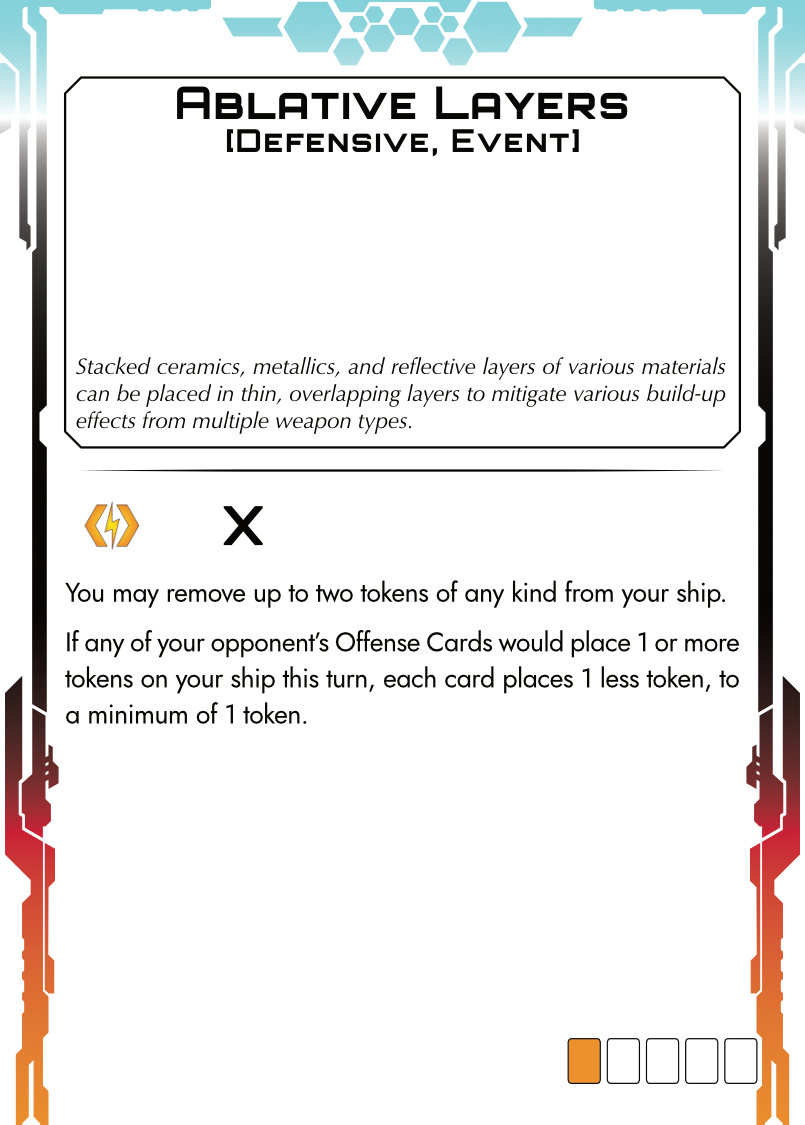 Ablative Layers
[Defensive, Event]
Stacked ceramics, metallics, and reflective layers of various materials
can be placed in thin, overlapping layers to mitigate various build-up
effects from multiple weapon types.
X
You may remove up to two tokens of any kind from your ship.
If any of your opponent's Offense Cards would place 1 or more
tokens on your ship this turn, each card places 1 less token, to
a minimum of 1 token.